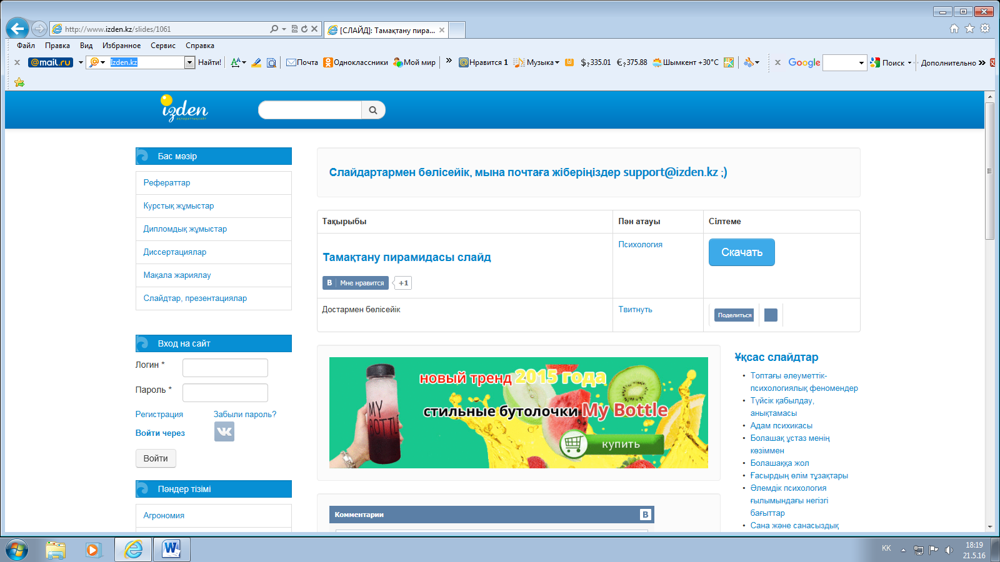 http://www.izden.kz/slides/1061
[СЛАЙД]: Тамақтану пира...
Файл Правка Вид Избранное Сервис Справка
@mail.ru Izden.kz Найти! Почта Одноклассники Мой мир Нравится 1 Музыка 335.01 375.88 Шымкент +30°C Google Поиск Дополнительно
izden
Бас мәзір
Рефераттар
Курстық жұмыстар
Дипломдық жұмыстар
Диссертациялар
Мақала жариялау
Слайдтар, презентациялар
Вход на сайт
Логин *
Пароль *
Регистрация Забыли пароль?
Войти через
Войти
Пәндер тізімі
Агрономия
Слайдартармен бөлісейік, мына почтаға жіберіңіздер support@izden.kz ;)
Тақырыбы Пән атауы Сілтеме
Тамақтану пирамидасы слайд Психология Скачать
В Мне нравится +1
Достармен бөлісейік Твитнуть Поделиться
новый тренд 2015 года
стильные бутолочки My Bottle
MY BOTTLE
купить
Комментарии В
Ұқсас слайдтар
Топтағы әлеуметтік-
психологиялық феномендер
Түйсік қабылдау,
анықтамасы
Адам психикасы
Болашақ ұстаз менің
көзіммен
Болашаққа жол
Ғасырдың өлім тұзақтары
Әлемдік психология
ғылымындағы негізгі
бағыттар
Сана және санасыздық
KK 18:19
21.5.16